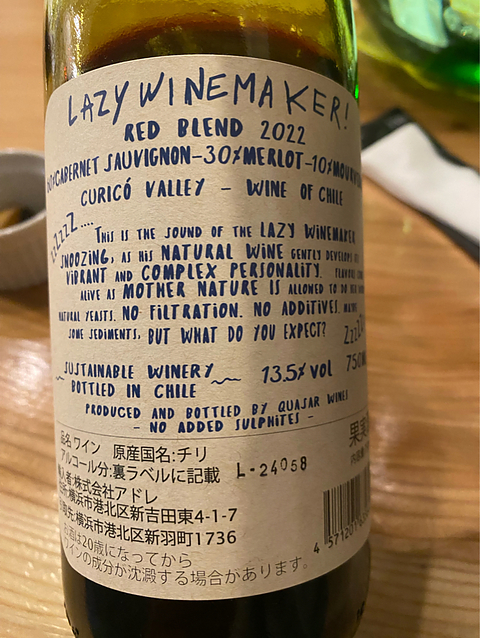 LAZY WINEMAKER!
RED BLEND 2022
CABERNET SAUVIGNON-30%MERLOT-10%
CURICÓ VALLEY - WINE OF CHILE
ZZZZZ....
THIS IS THE SOUND OF THE LAZY WINEMAKER
SNOOZING, AS HIS NATURAL WINE GENTLY DEVELOPS
VIBRANT AND COMPLEX PERSONALITY.
ALIVE AS MOTHER NATURE IS ALLOWED TO DO
NATURAL YEASTS. NO FILTRATION. NO ADDITIVES.
SOME SEDIMENTS, BUT WHAT DO YOU EXPECT?
SUSTAINABLE WINERY 13.5% VOL
BOTTLED IN CHILE
PRODUCED AND BOTTLED BY QUASAR WINES
- NO ADDED SULPHITES -
品名 ワイン 原産国名:チリ
アルコール分:裏ラベルに記載 L-24058
株式会社アドレ
横浜市港北区新吉田東4-1-7
横浜市港北区新羽町1736
は20歳になってから
ワインの成分が沈澱する場合があります。